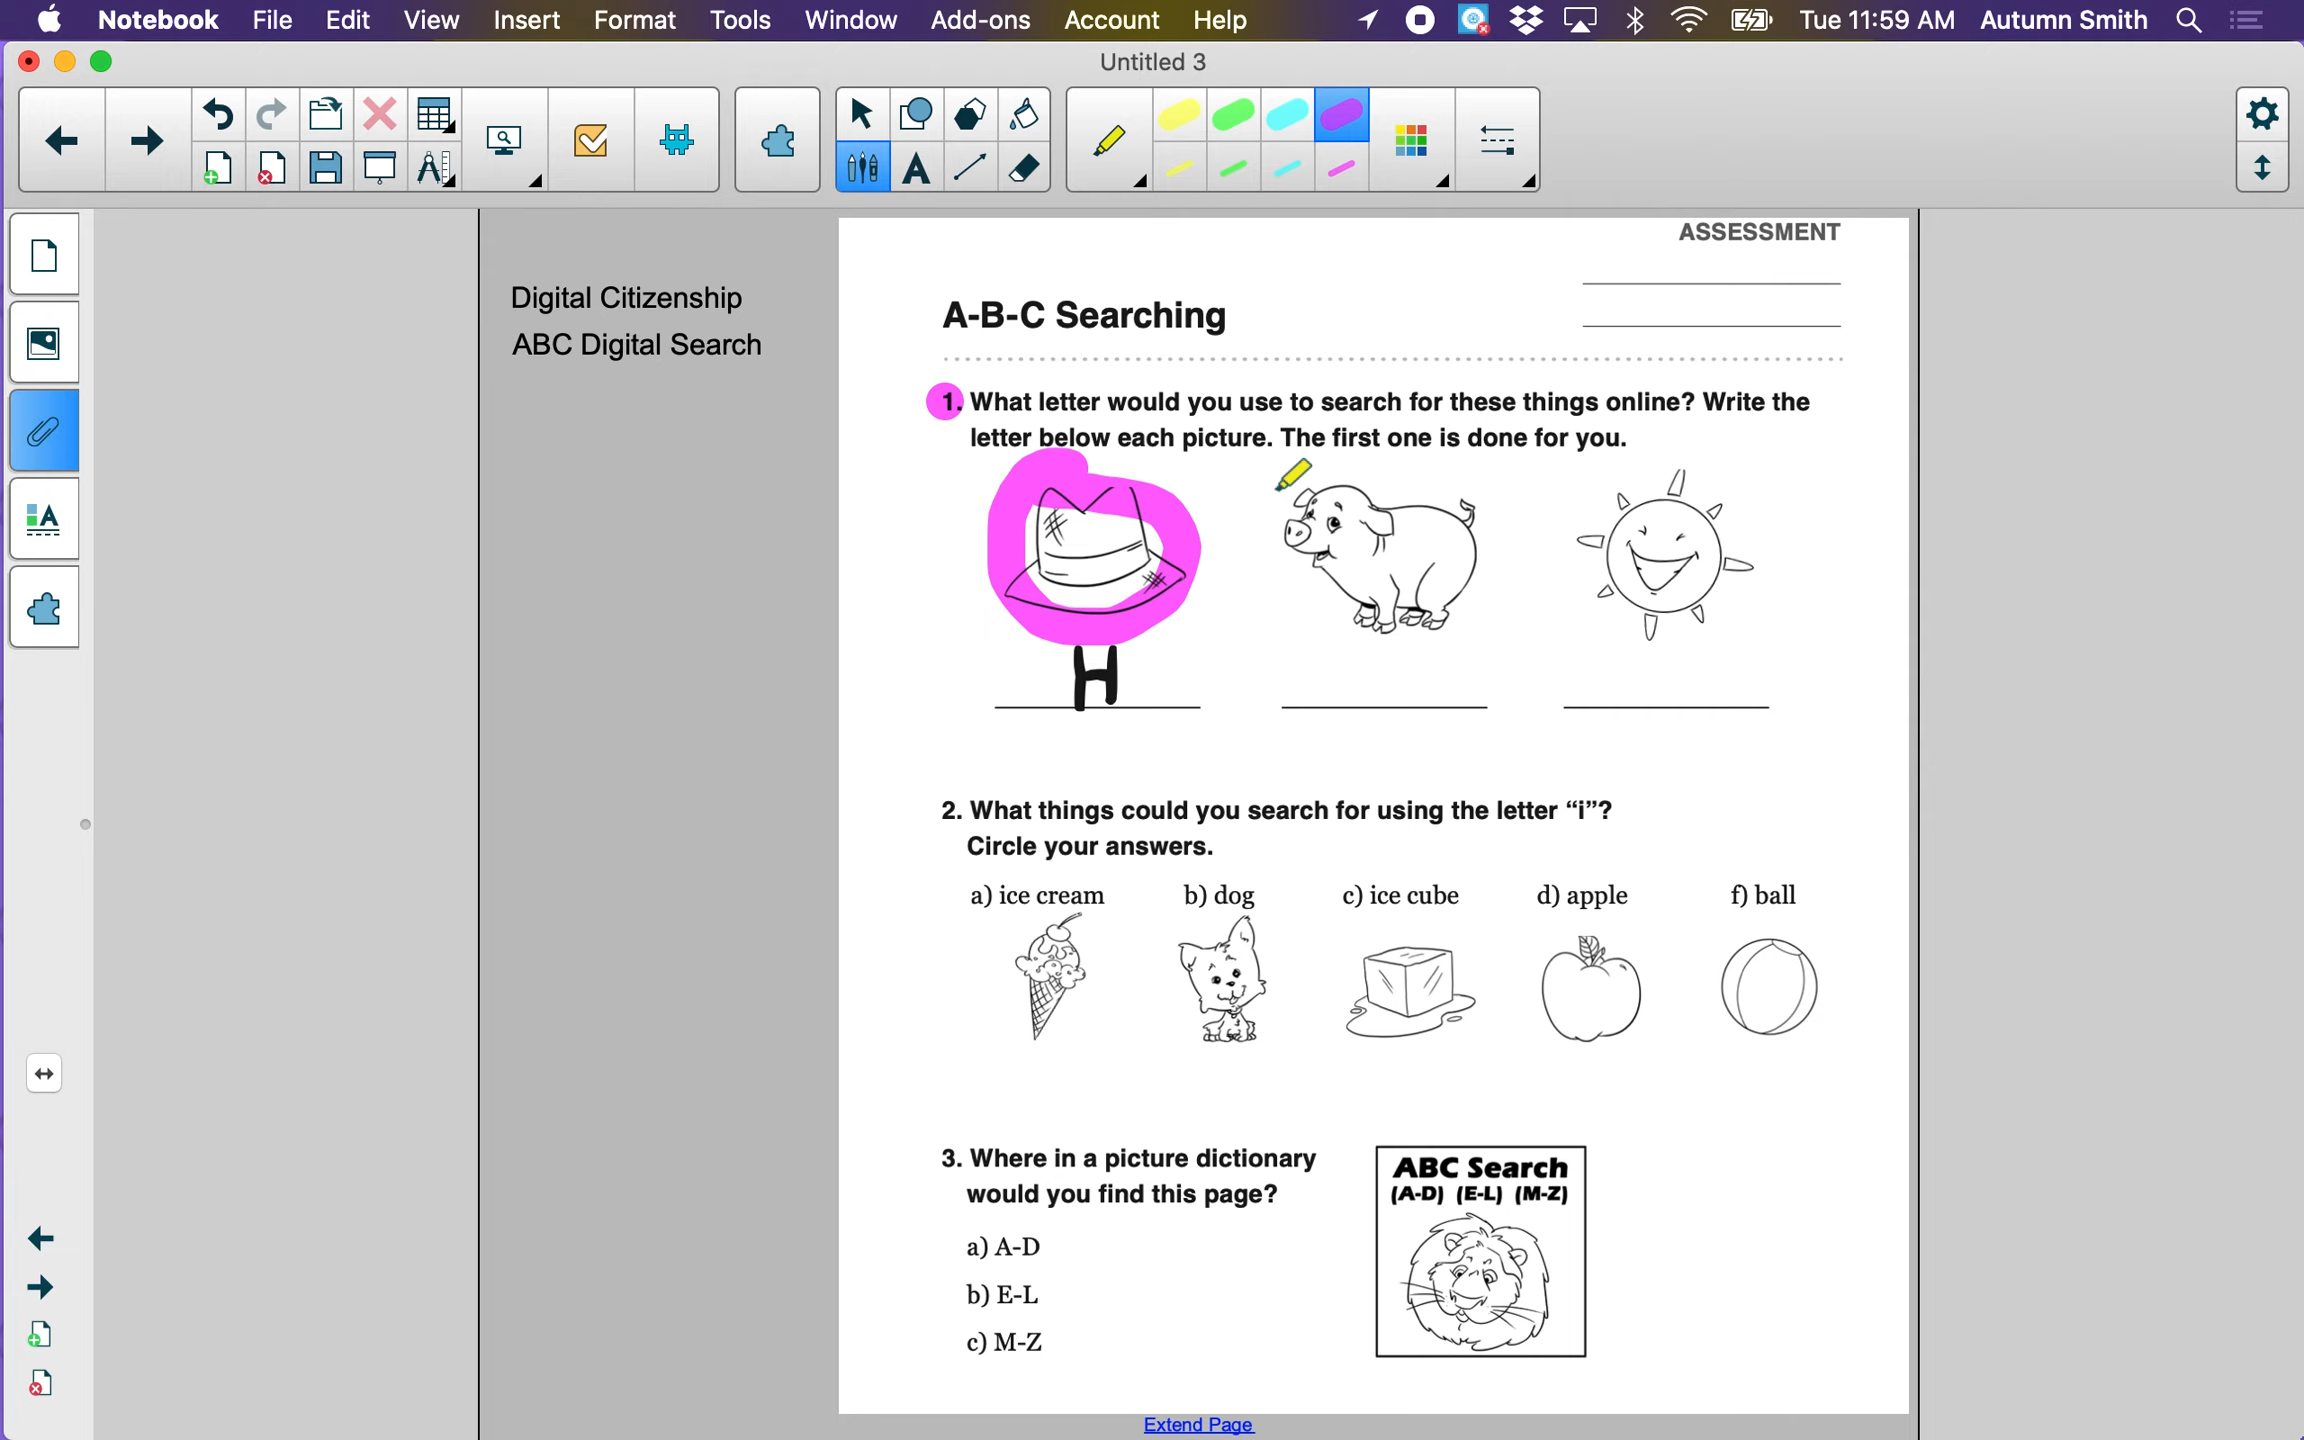 Notebook File Edit View Insert Format Tools Window Add-ons Account Help Tue 11:59 AM Autumn Smith
Untitled 3
A
A
Digital Citizenship
ABC Digital Search
ASSESSMENT
A-B-C Searching
1. What letter would you use to search for these things online? Write the
letter below each picture. The first one is done for you.
H
2. What things could you search for using the letter “i”?
Circle your answers.
a) ice cream b) dog c) ice cube d) apple f) ball
3. Where in a picture dictionary
would you find this page?
a) A-D
b) E-L
c) M-Z
ABC Search
(A-D) (E-L) (M-Z)
Extend Page